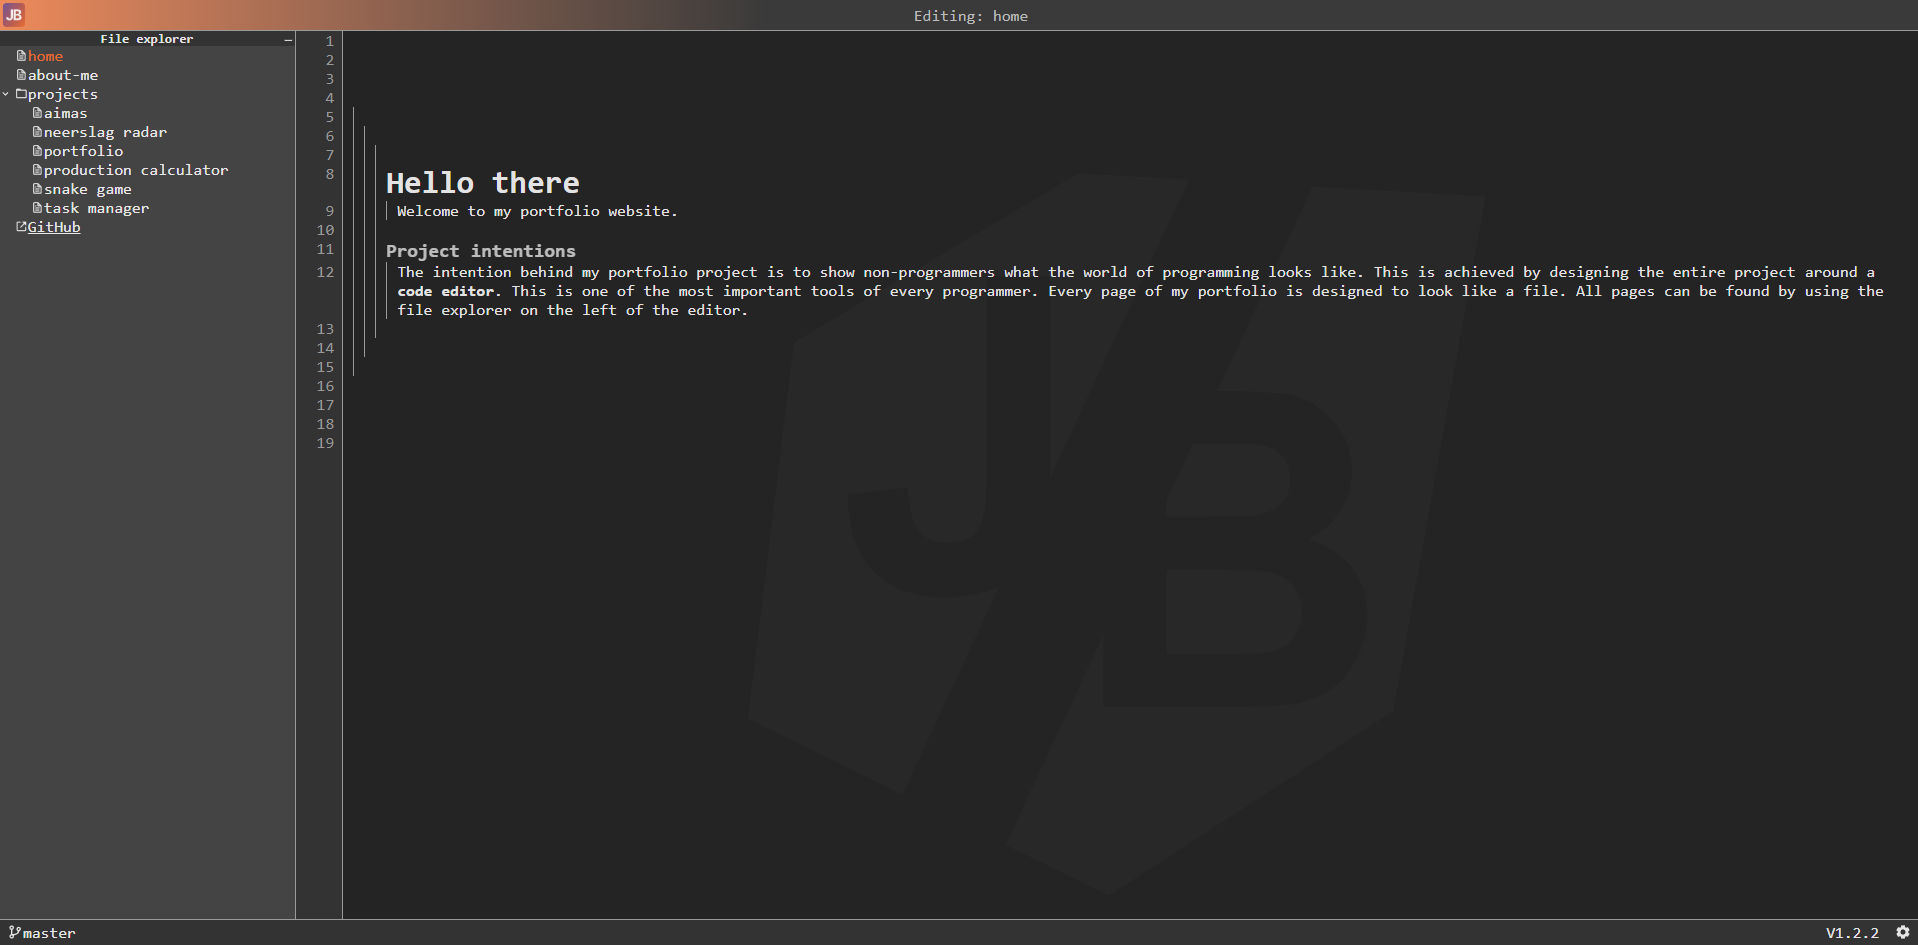 JB
Editing: home
File explorer
home
about-me
projects
aimas
neerslag radar
portfolio
production calculator
snake game
task manager
GitHub
1
2
3
4
5
6
7
8 Hello there
9 Welcome to my portfolio website.
10
11 Project intentions
12 The intention behind my portfolio project is to show non-programmers what the world of programming looks like. This is achieved by designing the entire project around a
code editor. This is one of the most important tools of every programmer. Every page of my portfolio is designed to look like a file. All pages can be found by using the
file explorer on the left of the editor.
13
14
15
16
17
18
19
JB
master
V1.2.2